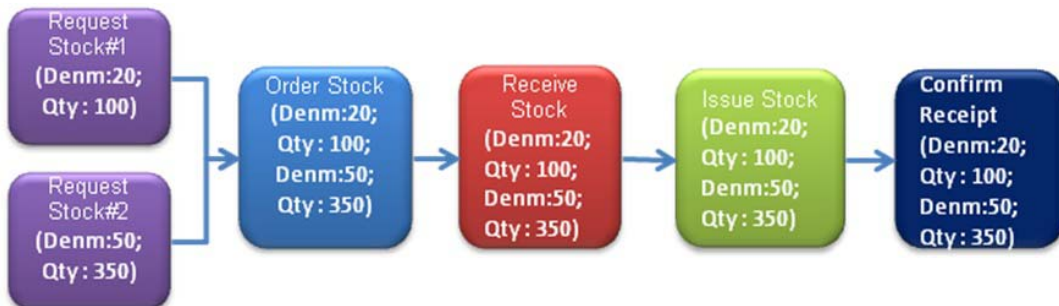 Request
Stock#1
(Denm:20;
Qty : 100)
Request
Stock#2
(Denm:50;
Qty : 350)
Order Stock
(Denm:20;
Qty : 100;
Denm:50;
Qty : 350)
Receive
Stock
(Denm:20;
Qty : 100;
Denm:50;
Qty : 350)
Issue Stock
(Denm:20;
Qty : 100;
Denm:50;
Qty : 350)
Confirm
Receipt
(Denm:20;
Qty : 100;
Denm:50;
Qty : 350)